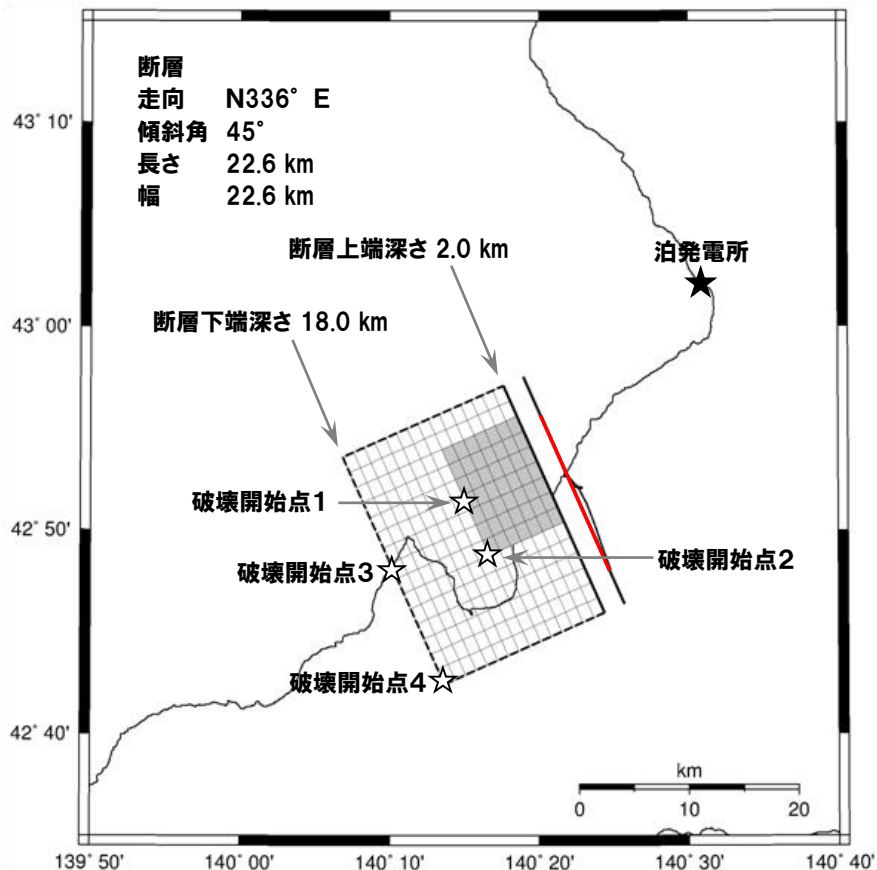 断層
走向 N336° E
傾斜角 45°
長さ 22.6 km
幅 22.6 km
断層上端深さ 2.0 km
泊発電所
断層下端深さ 18.0 km
破壊開始点1
破壊開始点2
破壊開始点3
破壊開始点4
43° 10'
43° 00'
42° 50'
42° 40'
km
0 10 20
139° 50' 140° 00' 140° 10' 140° 20' 140° 30' 140° 40'